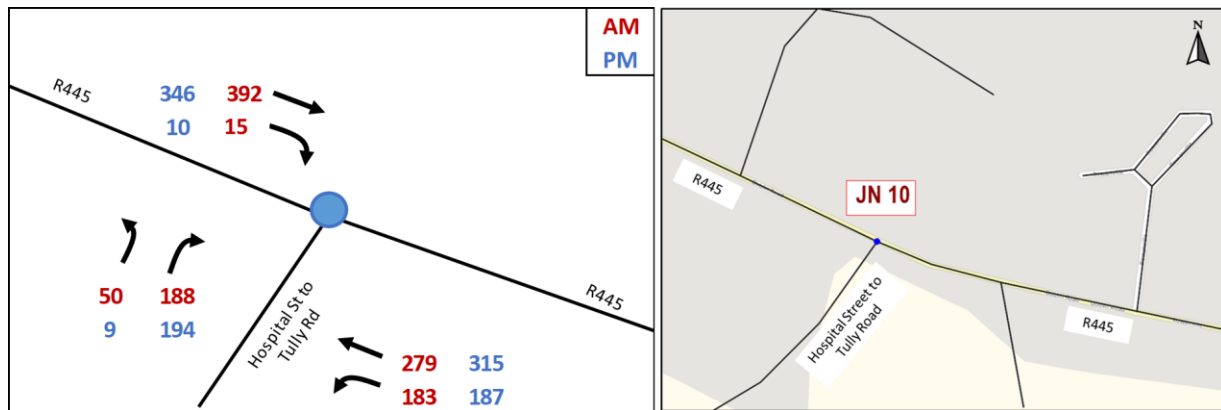 AM
PM
R445
346 392
10 15
50 188
9 194
Hospital St to
Tully Rd
R445
279 315
183 187
N
R445
JN 10
Hospital Street to
Tully Road
R445